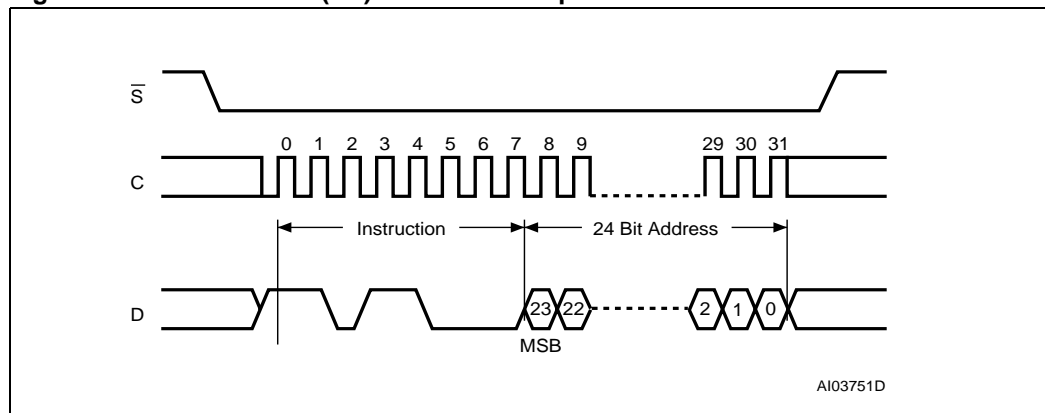 S
0 1 2 3 4 5 6 7 8 9 29 30 31
C
Instruction 24 Bit Address
D 23 22 2 1 0
MSB
AI03751D